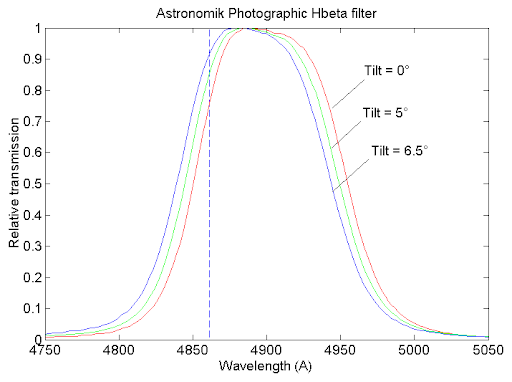 Astronomik Photographic Hbeta filter
1
0.9
0.8
0.7
0.6
0.5
0.4
0.3
0.2
0.1
0
Relative transmission
Tilt = 0°
Tilt = 5°
Tilt = 6.5°
4750 4800 4850 4900 4950 5000 5050
Wavelength (A)